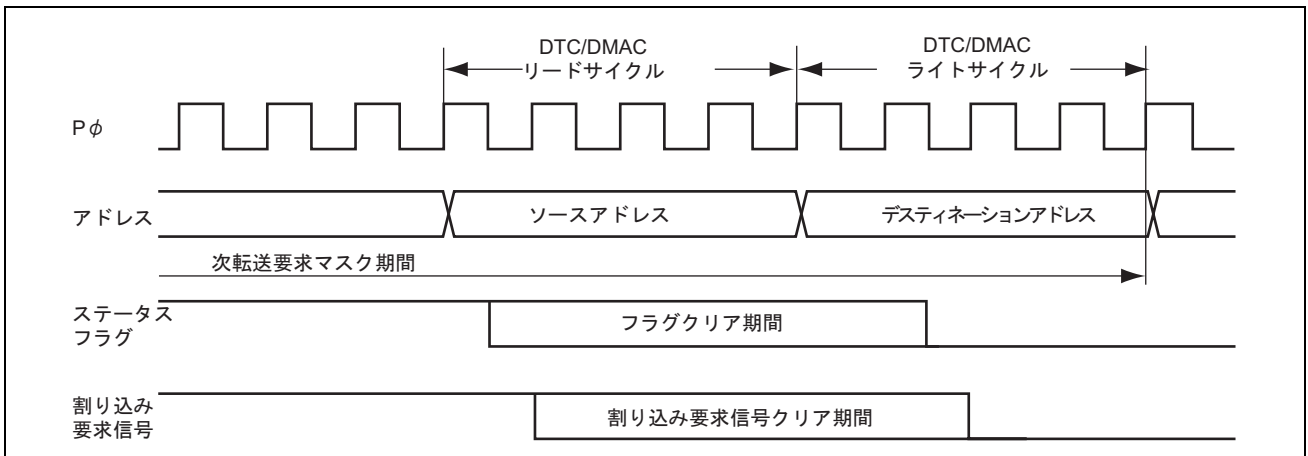 DTC/DMAC
リードサイクル
DTC/DMAC
ライトサイクル
Pφ
アドレス
ソースアドレス
デスティネーションアドレス
次転送要求マスク期間
ステータス
フラグ
フラグクリア期間
割り込み
要求信号
割り込み要求信号クリア期間